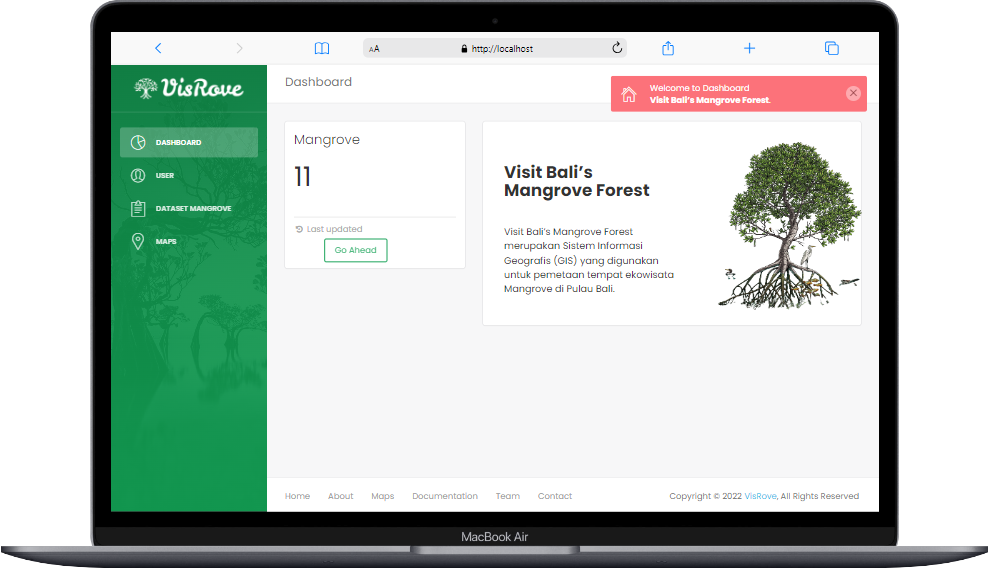 AA
http://localhost
VisRove
Dashboard
Welcome to Dashboard
Visit Bali's Mangrove Forest.
DASHBOARD
USER
DATASET MANGROVE
MAPS
Mangrove
11
Last updated
Go Ahead
Visit Bali's
Mangrove Forest
Visit Bali's Mangrove Forest
merupakan Sistem Informasi
Geografis (GIS) yang digunakan
untuk pemetaan tempat ekowisata
Mangrove di Pulau Bali.
Home About Maps Documentation Team Contact
Copyright © 2022 VisRove, All Rights Reserved
MacBook Air